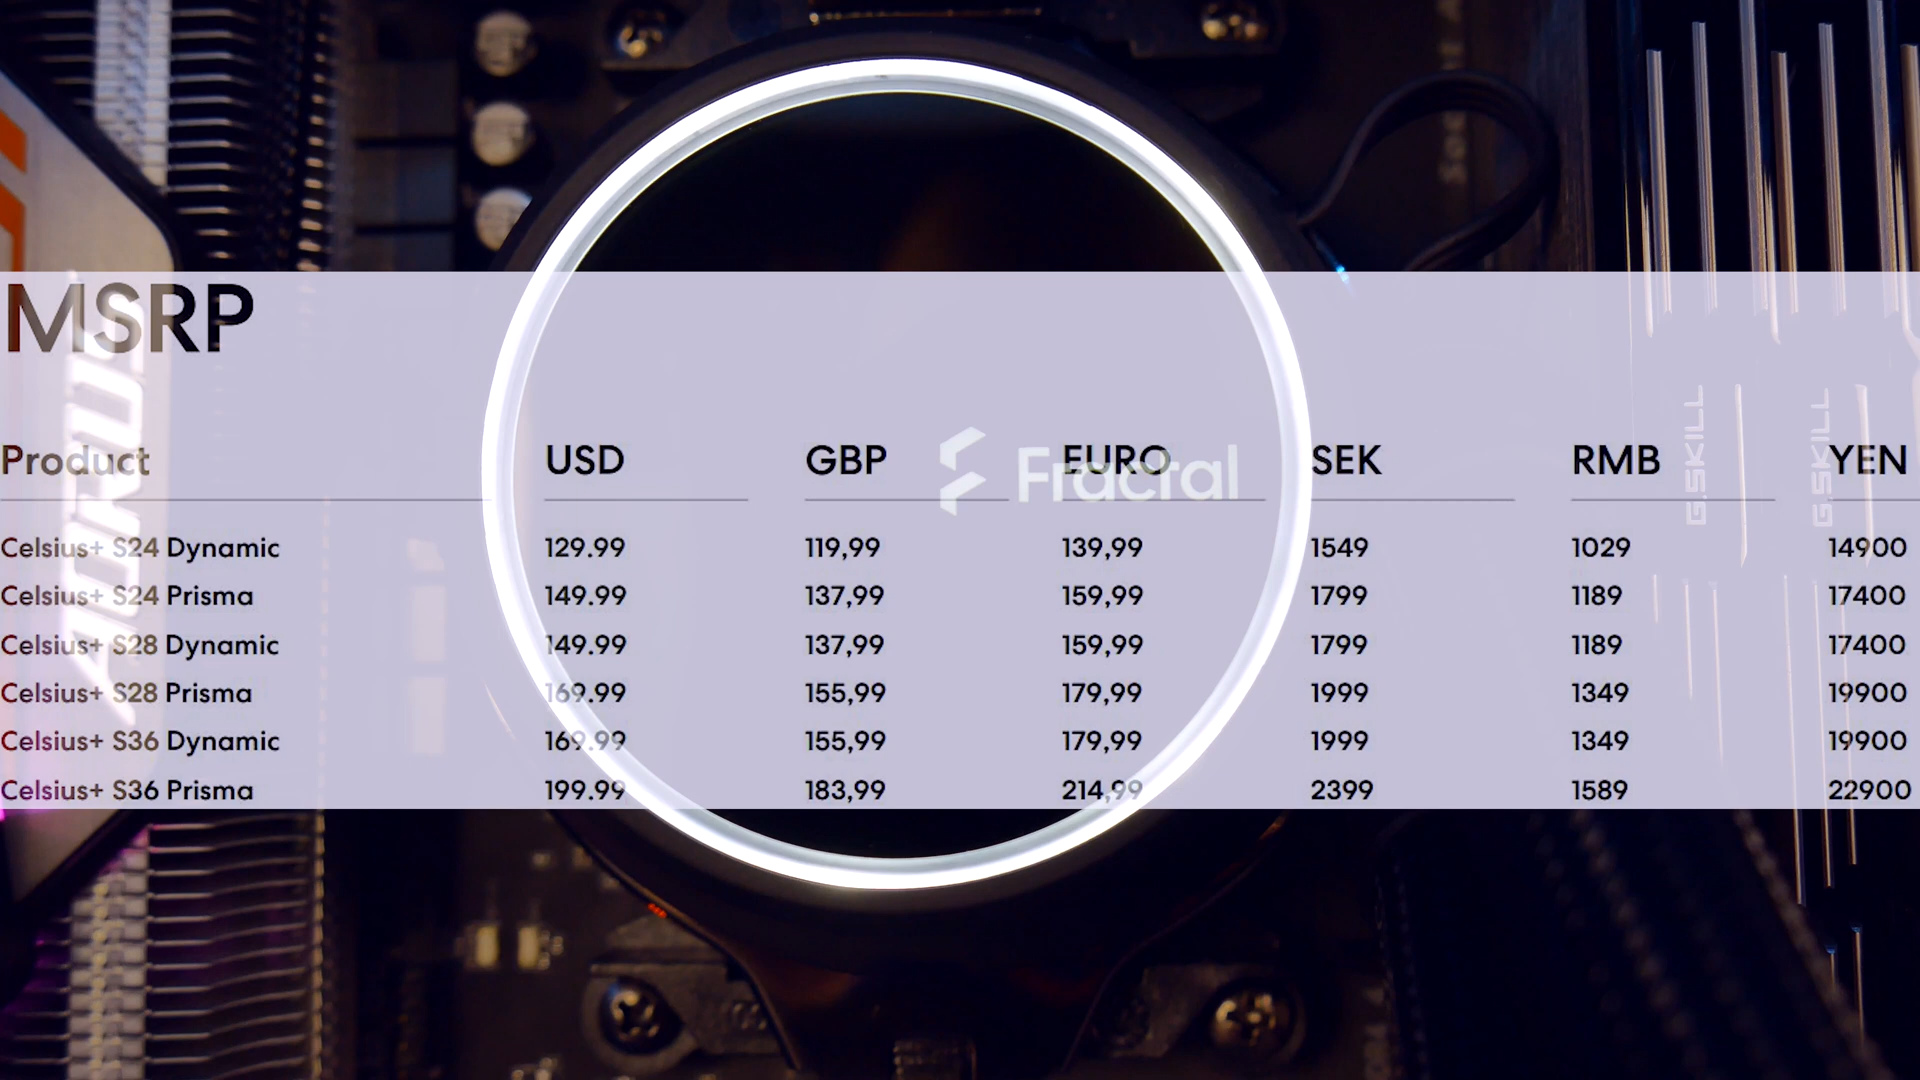 MSRP
Product USD GBP EURO SEK RMB YEN
Fractal
Celsius+ S24 Dynamic 129.99 119,99 139,99 1549 1029 14900
Celsius+ S24 Prisma 149.99 137,99 159,99 1799 1189 17400
Celsius+ S28 Dynamic 149.99 137,99 159,99 1799 1189 17400
Celsius+ S28 Prisma 169.99 155,99 179,99 1999 1349 19900
Celsius+ S36 Dynamic 169.99 155,99 179,99 1999 1349 19900
Celsius+ S36 Prisma 199.99 183,99 214,99 2399 1589 22900
AORUS
G.SKILL
G.SKILL